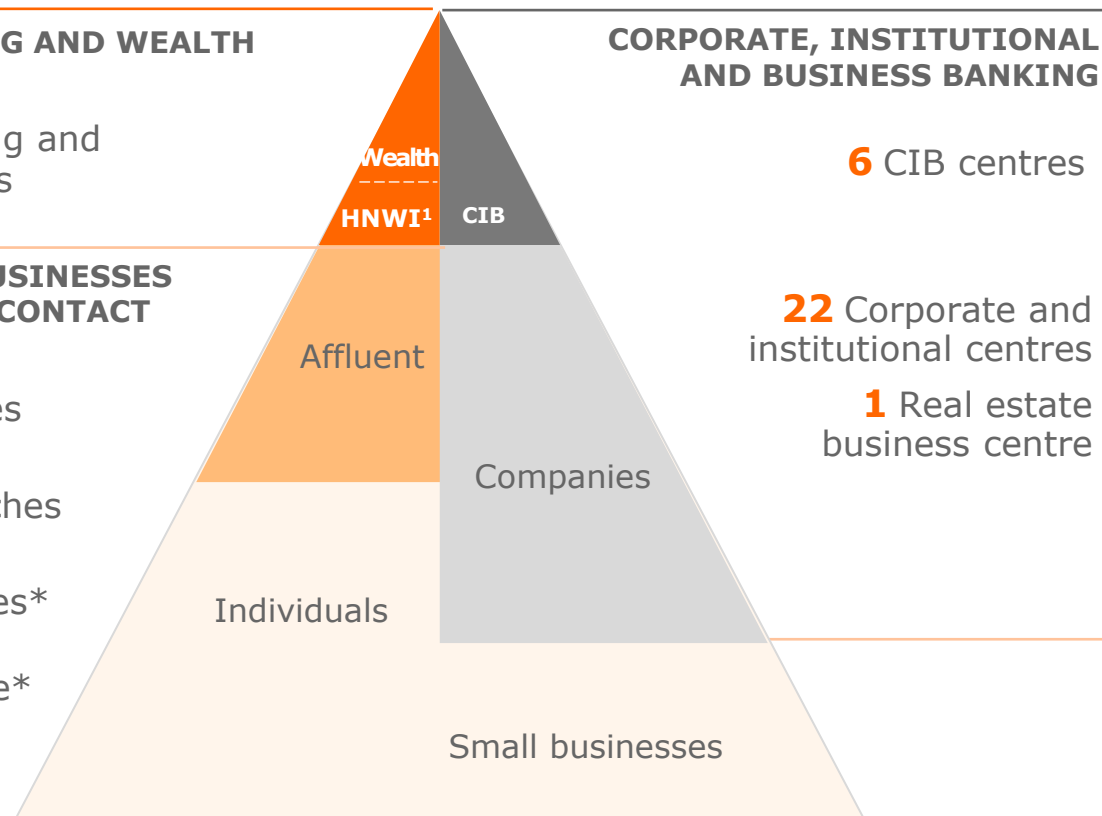 G AND WEALTH
g and
s
USINESSES
CONTACT
es
ches
es*
e*
Wealth
HNWI¹
CIB
Affluent
Companies
Individuals
Small businesses
CORPORATE, INSTITUTIONAL
AND BUSINESS BANKING
6 CIB centres
22 Corporate and
institutional centres
1 Real estate
business centre